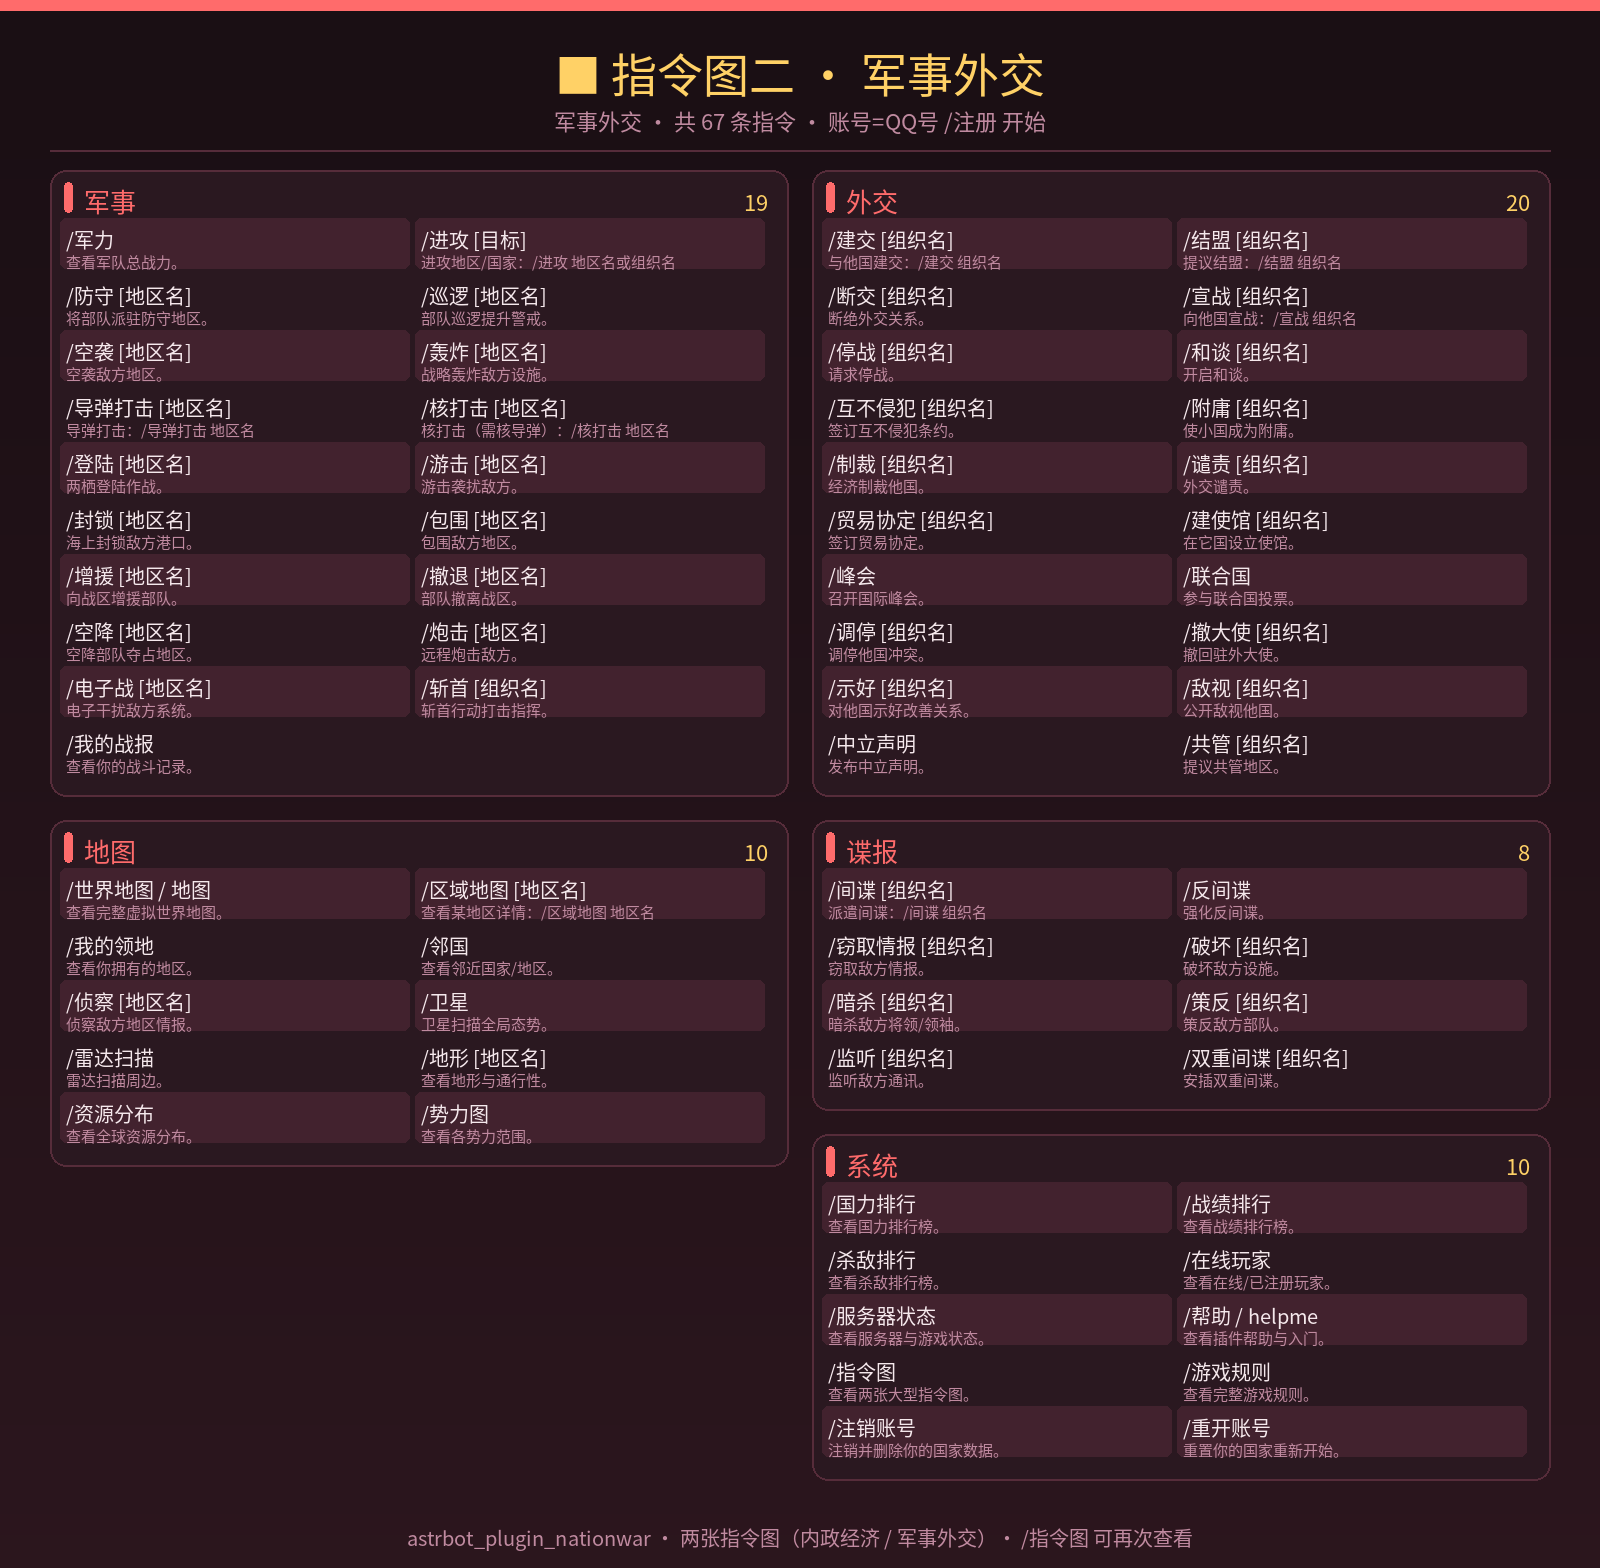 指令图二 · 军事外交
军事外交 · 共 67 条指令 · 账号=QQ号 /注册 开始
军事 19
/军力
查看军队总战力。
/进攻 [目标]
进攻地区/国家：/进攻 地区名或组织名
/防守 [地区名]
将部队派驻防守地区。
/巡逻 [地区名]
部队巡逻提升警戒。
/空袭 [地区名]
空袭敌方地区。
/轰炸 [地区名]
战略轰炸敌方设施。
/导弹打击 [地区名]
导弹打击：/导弹打击 地区名
/核打击 [地区名]
核打击（需核导弹）：/核打击 地区名
/登陆 [地区名]
两栖登陆作战。
/游击 [地区名]
游击袭扰敌方。
/封锁 [地区名]
海上封锁敌方港口。
/包围 [地区名]
包围敌方地区。
/增援 [地区名]
向战区增援部队。
/撤退 [地区名]
部队撤离战区。
/空降 [地区名]
空降部队夺占地区。
/炮击 [地区名]
远程炮击敌方。
/电子战 [地区名]
电子干扰敌方系统。
/斩首 [组织名]
斩首行动打击指挥。
/我的战报
查看你的战斗记录。
外交 20
/建交 [组织名]
与他国建交：/建交 组织名
/结盟 [组织名]
提议结盟：/结盟 组织名
/断交 [组织名]
断绝外交关系。
/宣战 [组织名]
向他国宣战：/宣战 组织名
/停战 [组织名]
请求停战。
/和谈 [组织名]
开启和谈。
/互不侵犯 [组织名]
签订互不侵犯条约。
/附庸 [组织名]
使小国成为附庸。
/制裁 [组织名]
经济制裁他国。
/谴责 [组织名]
外交谴责。
/贸易协定 [组织名]
签订贸易协定。
/建使馆 [组织名]
在它国设立使馆。
/峰会
召开国际峰会。
/联合国
参与联合国投票。
/调停 [组织名]
调停他国冲突。
/撤大使 [组织名]
撤回驻外大使。
/示好 [组织名]
对他国示好改善关系。
/敌视 [组织名]
公开敌视他国。
/中立声明
发布中立声明。
/共管 [组织名]
提议共管地区。
地图 10
/世界地图 / 地图
查看完整虚拟世界地图。
/区域地图 [地区名]
查看某地区详情：/区域地图 地区名
/我的领地
查看你拥有的地区。
/邻国
查看邻近国家/地区。
/侦察 [地区名]
侦察敌方地区情报。
/卫星
卫星扫描全局态势。
/雷达扫描
雷达扫描周边。
/地形 [地区名]
查看地形与通行性。
/资源分布
查看全球资源分布。
/势力图
查看各势力范围。
谍报 8
/间谍 [组织名]
派遣间谍：/间谍 组织名
/反间谍
强化反间谍。
/窃取情报 [组织名]
窃取敌方情报。
/破坏 [组织名]
破坏敌方设施。
/暗杀 [组织名]
暗杀敌方将领/领袖。
/策反 [组织名]
策反敌方部队。
/监听 [组织名]
监听敌方通讯。
/双重间谍 [组织名]
安插双重间谍。
系统 10
/国力排行
查看国力排行榜。
/战绩排行
查看战绩排行榜。
/杀敌排行
查看杀敌排行榜。
/在线玩家
查看在线/已注册玩家。
/服务器状态
查看服务器与游戏状态。
/帮助 / helpme
查看插件帮助与入门。
/指令图
查看两张大型指令图。
/游戏规则
查看完整游戏规则。
/注销账号
注销并删除你的国家数据。
/重开账号
重置你的国家重新开始。
astrbot_plugin_nationwar · 两张指令图（内政经济 / 军事外交） · /指令图 可再次查看